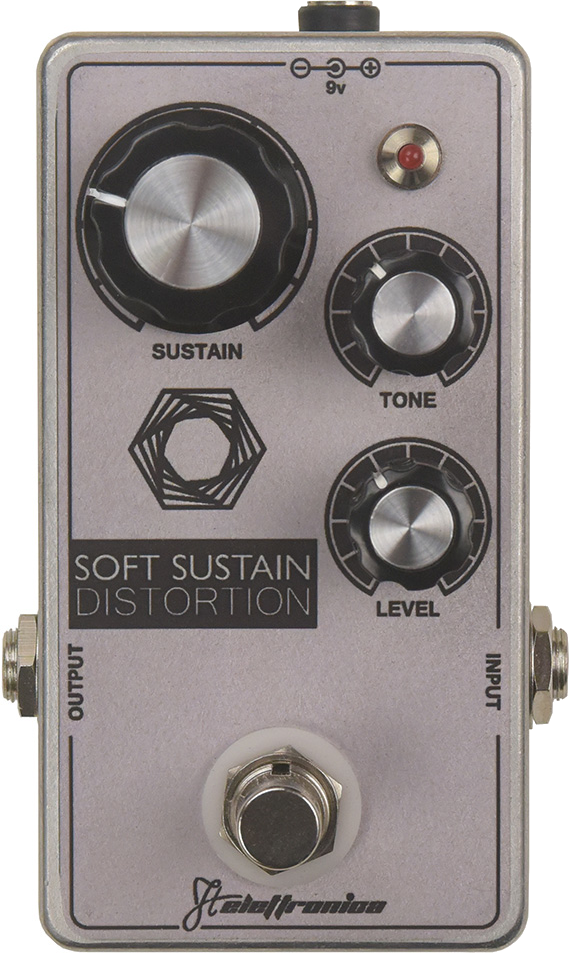 9v
SUSTAIN
TONE
SOFT SUSTAIN
DISTORTION
LEVEL
OUTPUT
INPUT
elettronica